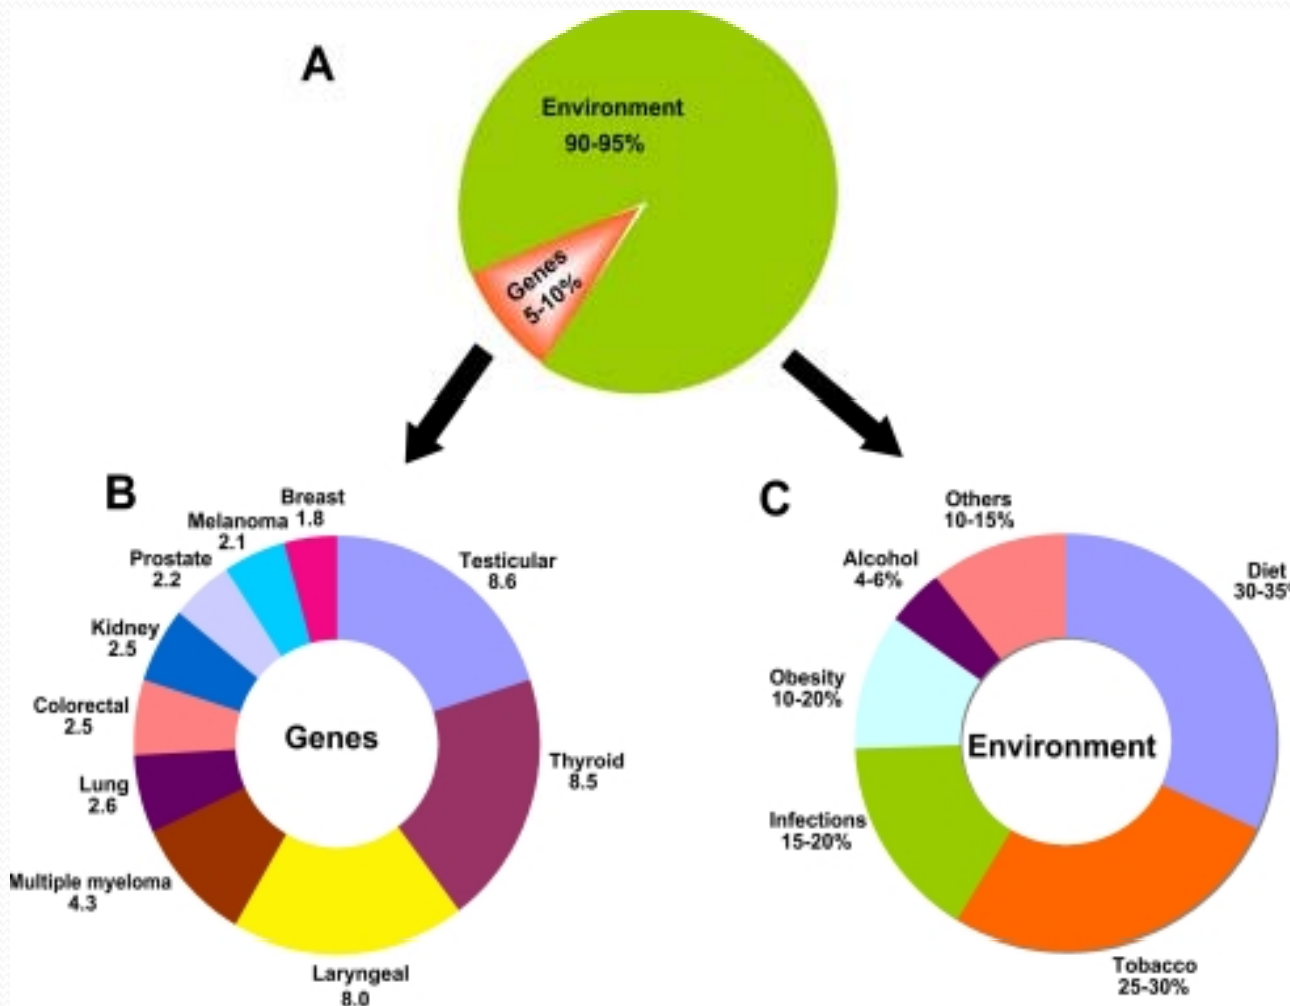 A
Environment
90-95%
Genes
5-10%
B
Breast
1.8
Melanoma
2.1
Prostate
2.2
Kidney
2.5
Colorectal
2.5
Lung
2.6
Multiple myeloma
4.3
Laryngeal
8.0
Thyroid
8.5
Testicular
8.6
Genes
C
Others
10-15%
Alcohol
4-6%
Obesity
10-20%
Infections
15-20%
Tobacco
25-30%
Diet
30-35
Environment